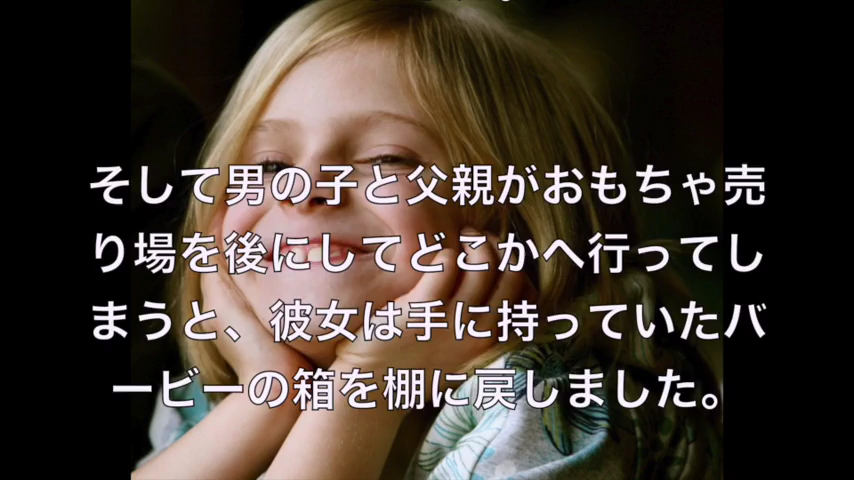 そして男の子と父親がおもちゃ売
り場を後にしてどこかへ行ってし
まうと、彼女は手に持っていたバ
ービーの箱を棚に戻しました。